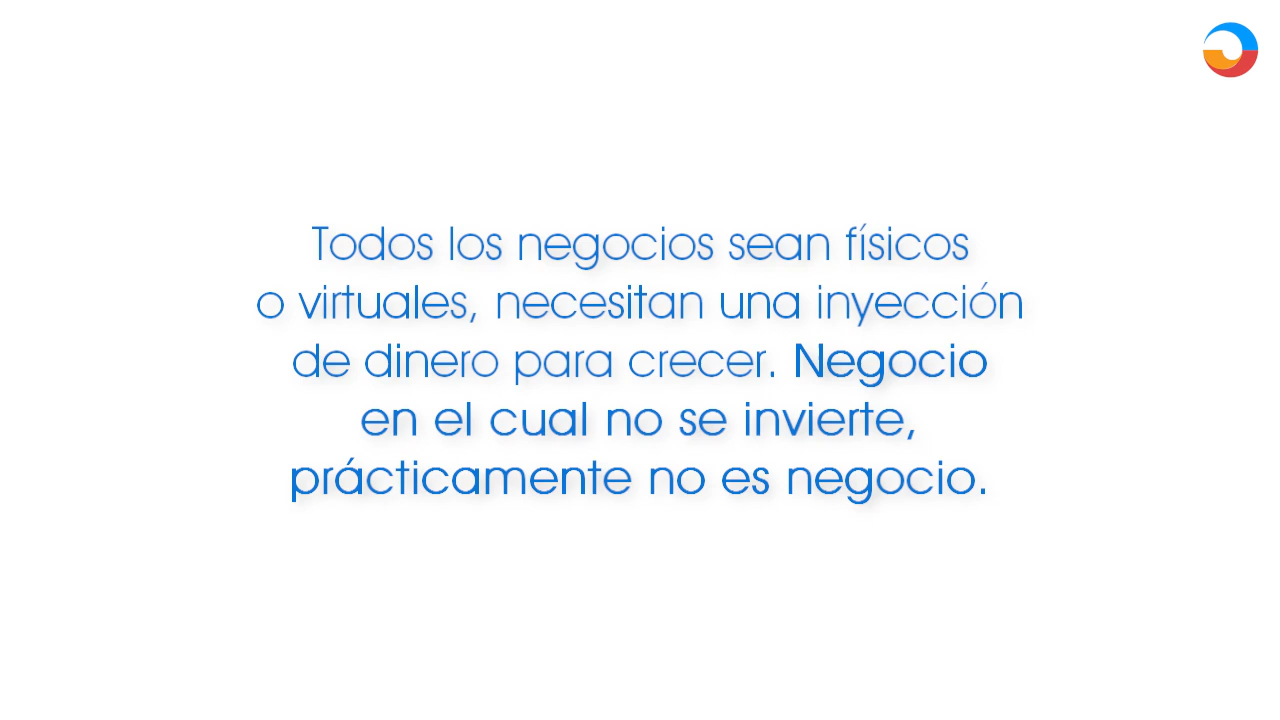 Todos los negocios sean físicos
o virtuales, necesitan una inyección
de dinero para crecer. Negocio
en el cual no se invierte,
prácticamente no es negocio.